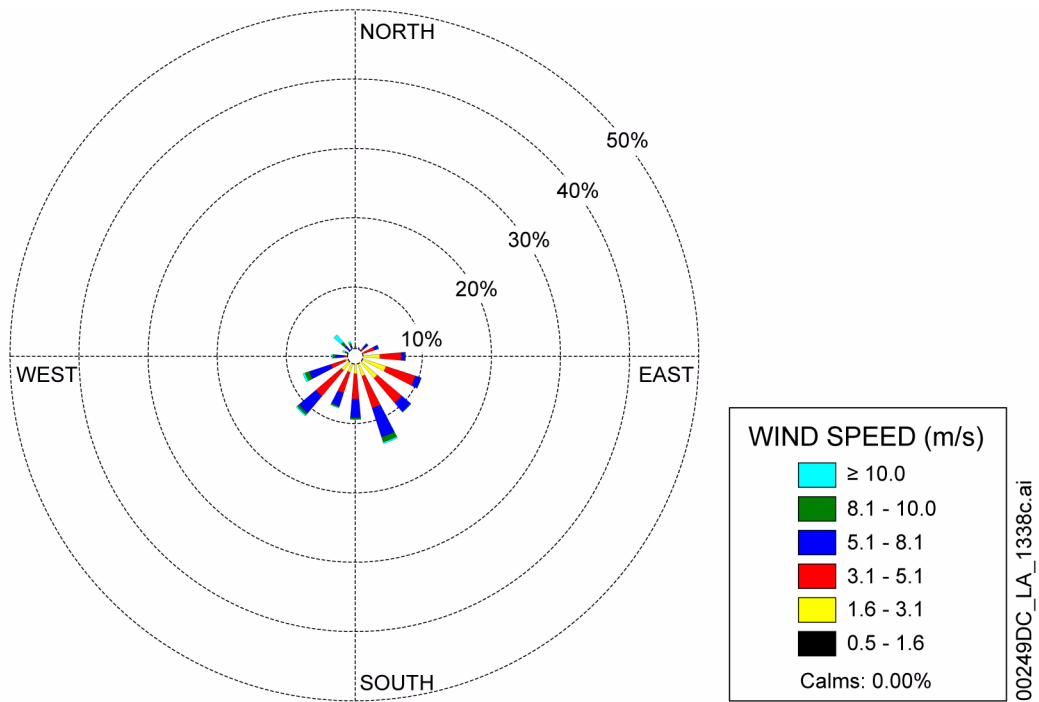 NORTH
50%
40%
30%
20%
10%
WEST
EAST
SOUTH
WIND SPEED (m/s)
≥ 10.0
8.1 - 10.0
5.1 - 8.1
3.1 - 5.1
1.6 - 3.1
0.5 - 1.6
Calms: 0.00%
00249DC_LA_1338c.ai